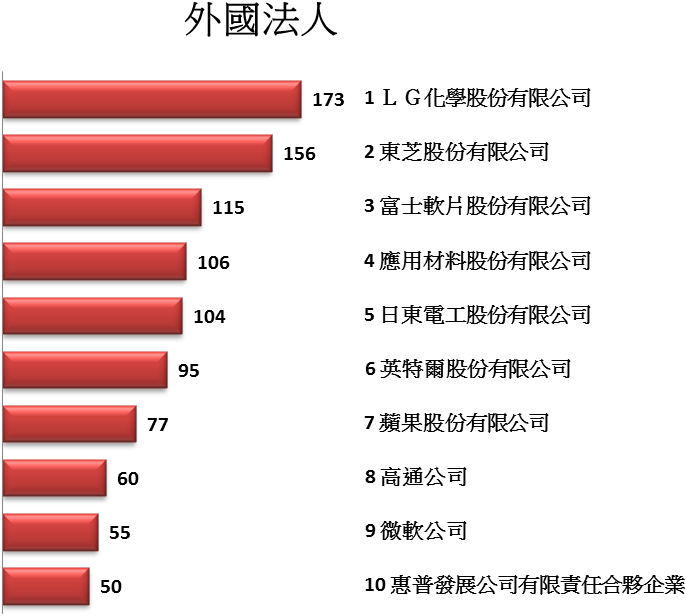 外國法人
173 1 ＬＧ化學股份有限公司
156 2 東芝股份有限公司
115 3 富士軟片股份有限公司
106 4 應用材料股份有限公司
104 5 日東電工股份有限公司
95 6 英特爾股份有限公司
77 7 蘋果股份有限公司
60 8 高通公司
55 9 微軟公司
50 10 惠普發展公司有限責任合夥企業